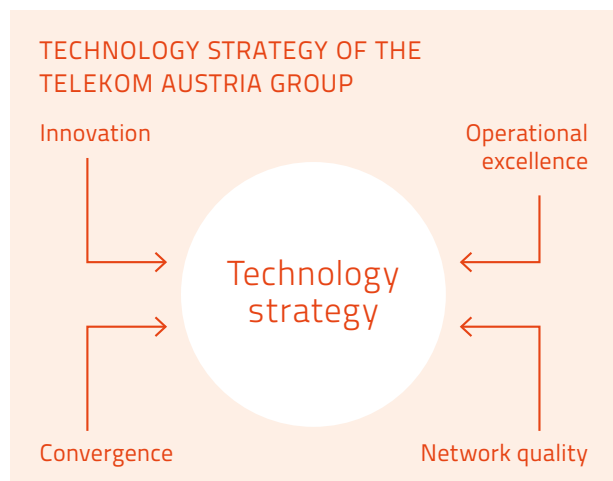 TECHNOLOGY STRATEGY OF THE
TELEKOM AUSTRIA GROUP
Innovation
Operational
excellence
Technology
strategy
Convergence
Network quality